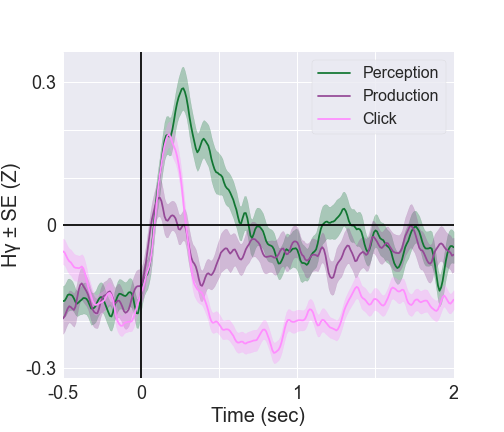 Perception
Production
Click
0.3
0
-0.3
Hγ ± SE (Z)
-0.5
0
1
2
Time (sec)